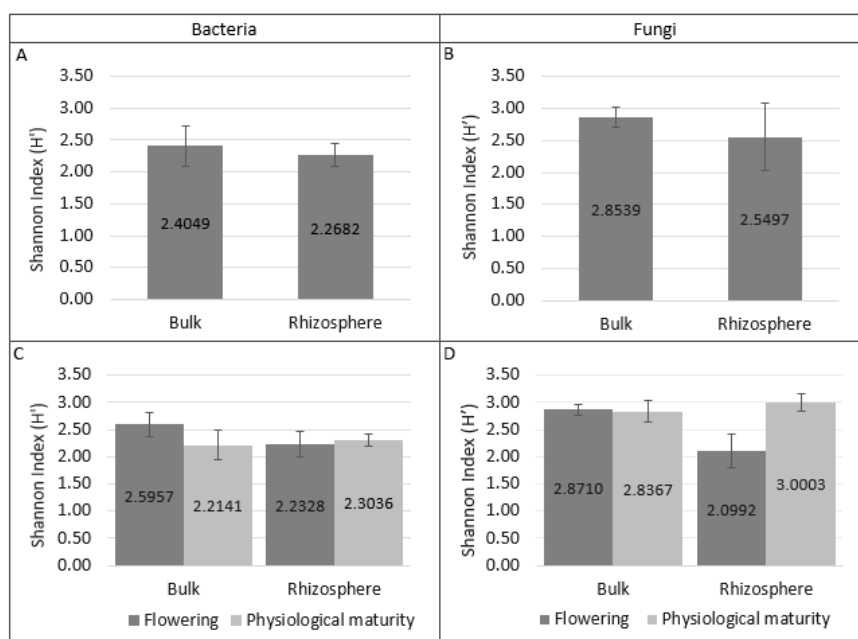 Bacteria
Fungi
A
Shannon Index (H')
3.50
3.00
2.50
2.00
1.50
1.00
0.50
0.00
2.4049
2.2682
Bulk
Rhizosphere
B
Shannon Index (H')
3.50
3.00
2.50
2.00
1.50
1.00
0.50
0.00
2.8539
2.5497
Bulk
Rhizosphere
C
Shannon Index (H')
3.50
3.00
2.50
2.00
1.50
1.00
0.50
0.00
2.5957
2.2141
2.2328
2.3036
Bulk
Rhizosphere
Flowering
Physiological maturity
D
Shannon Index (H')
3.50
3.00
2.50
2.00
1.50
1.00
0.50
0.00
2.8710
2.8367
2.0992
3.0003
Bulk
Rhizosphere
Flowering
Physiological maturity